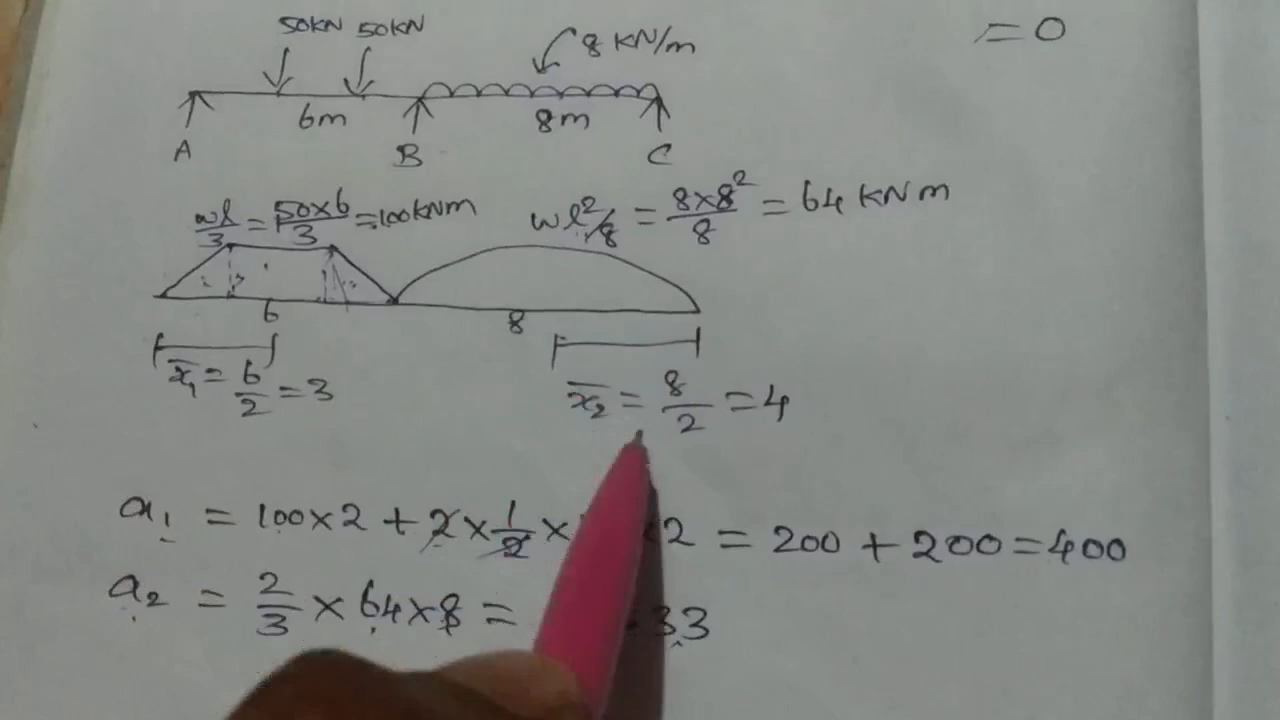 50KN 50KN
8 KN/m
= 0
6m
8m
A B C
wl/3 = 50×6/3 = 100kNm
wl²/8 = 8×8²/8 = 64 KN m
6
8
x̄₁ = 6/2 = 3
x̄₂ = 8/2 = 4
a₁ = 100×2 + 2×1/2× ×2 = 200 + 200 = 400
a₂ = 2/3 × 64×8 = 33